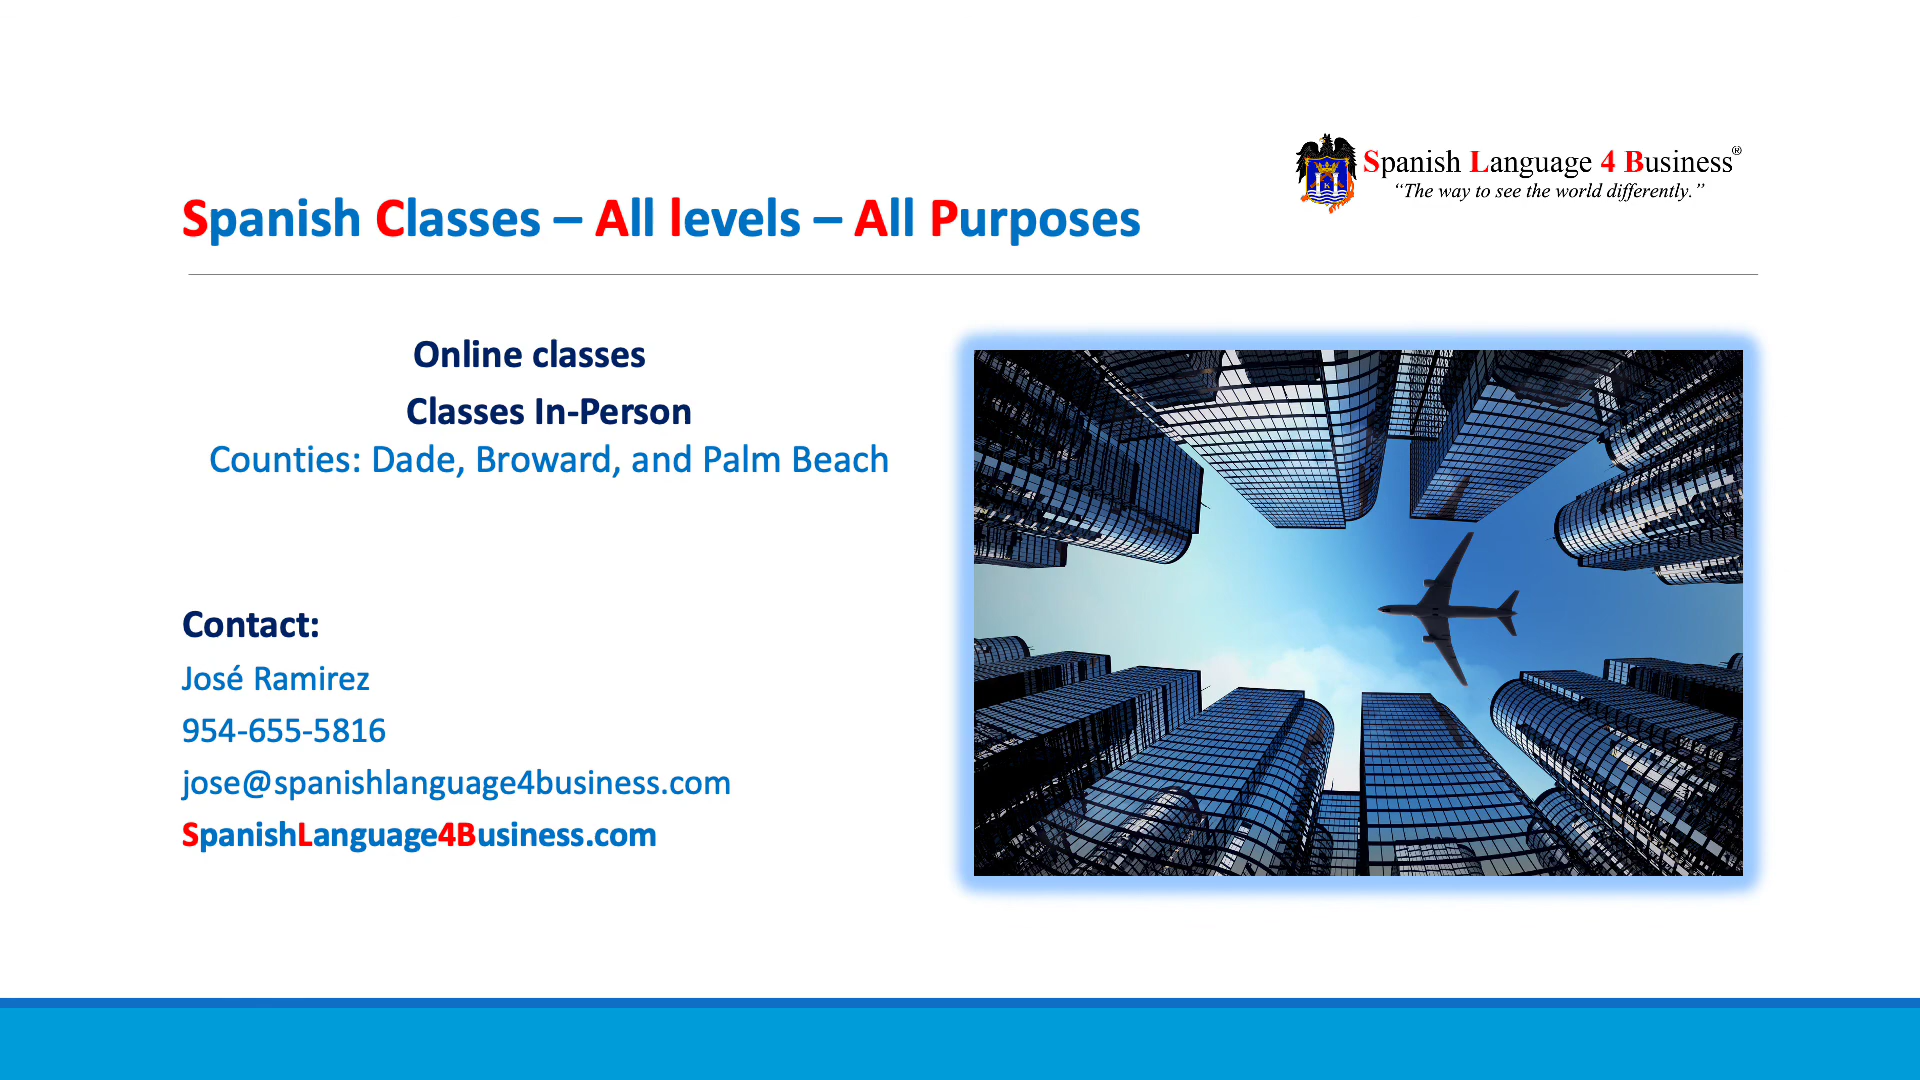 Spanish Language 4 Business®
“The way to see the world differently.”
Spanish Classes – All levels – All Purposes
Online classes
Classes In-Person
Counties: Dade, Broward, and Palm Beach
Contact:
José Ramirez
954-655-5816
jose@spanishlanguage4business.com
SpanishLanguage4Business.com